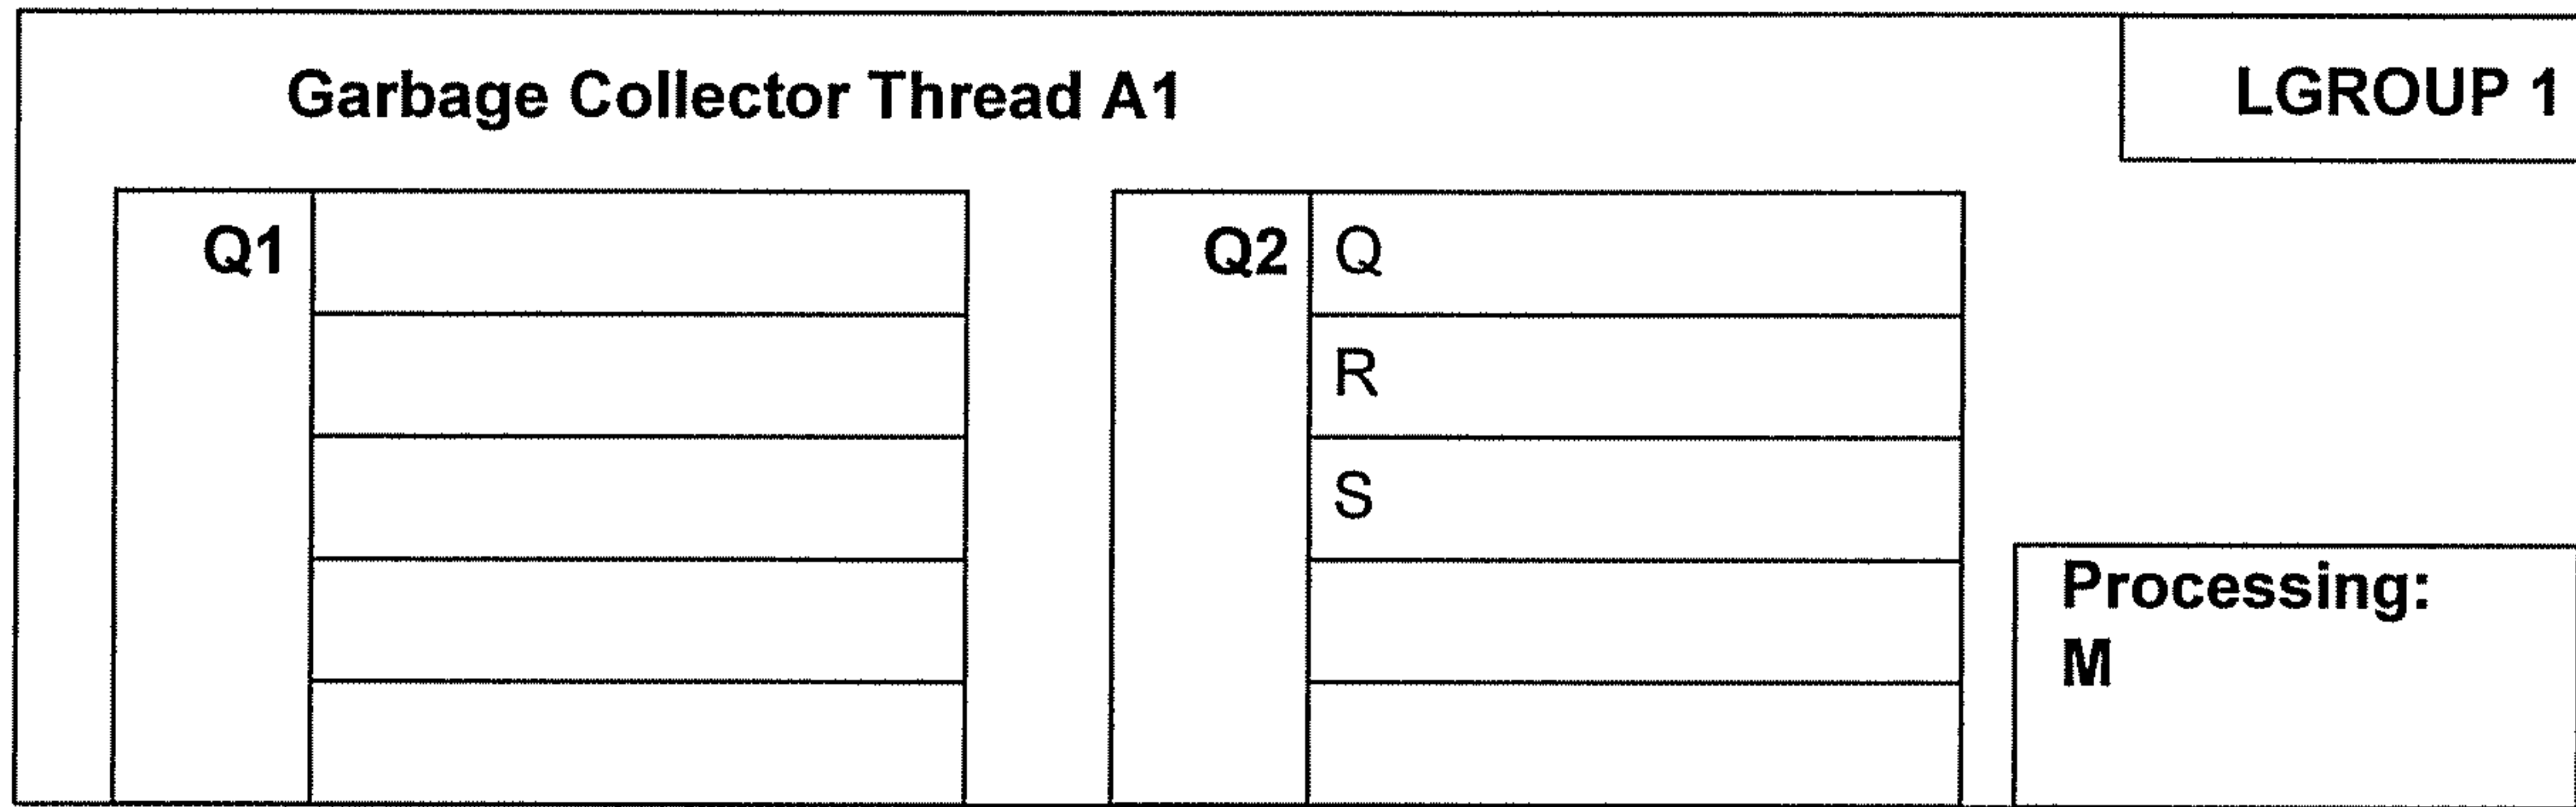 Garbage Collector Thread A1
LGROUP 1
Q1
Q2
Q
R
S
Processing:
M